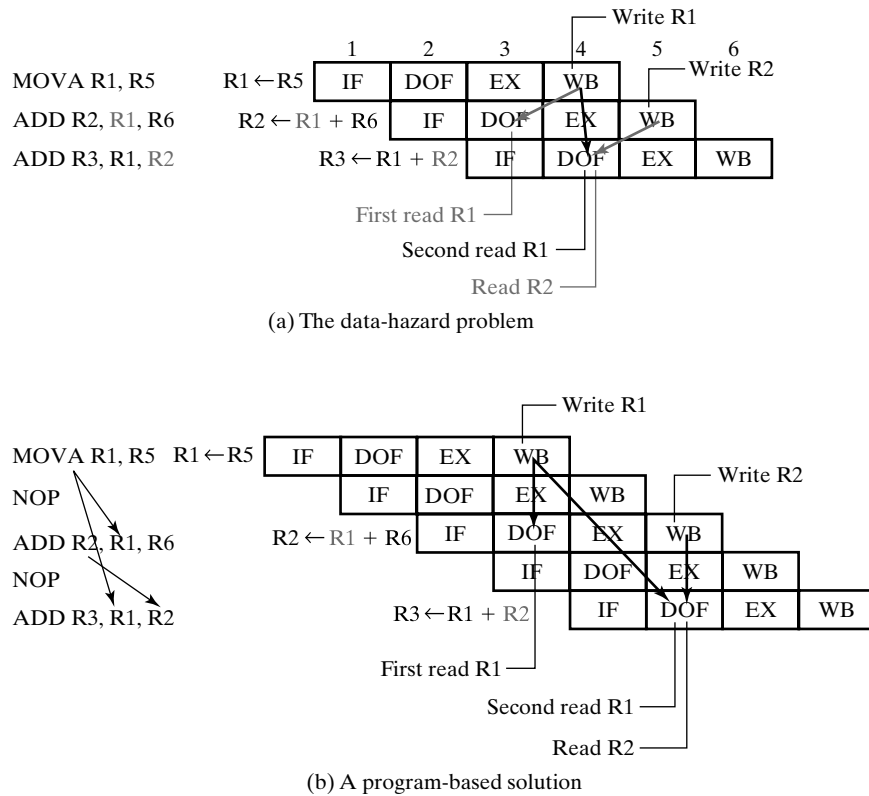 Write R1
1 2 3 4 5 6
Write R2
MOVA R1, R5 R1←R5 IF DOF EX WB
ADD R2, R1, R6 R2←R1 + R6 IF DOF EX WB
ADD R3, R1, R2 R3←R1 + R2 IF DOF EX WB
First read R1
Second read R1
Read R2
(a) The data-hazard problem
Write R1
MOVA R1, R5 R1←R5 IF DOF EX WB
Write R2
NOP IF DOF EX WB
ADD R2, R1, R6 R2←R1 + R6 IF DOF EX WB
NOP IF DOF EX WB
ADD R3, R1, R2 R3←R1 + R2 IF DOF EX WB
First read R1
Second read R1
Read R2
(b) A program-based solution